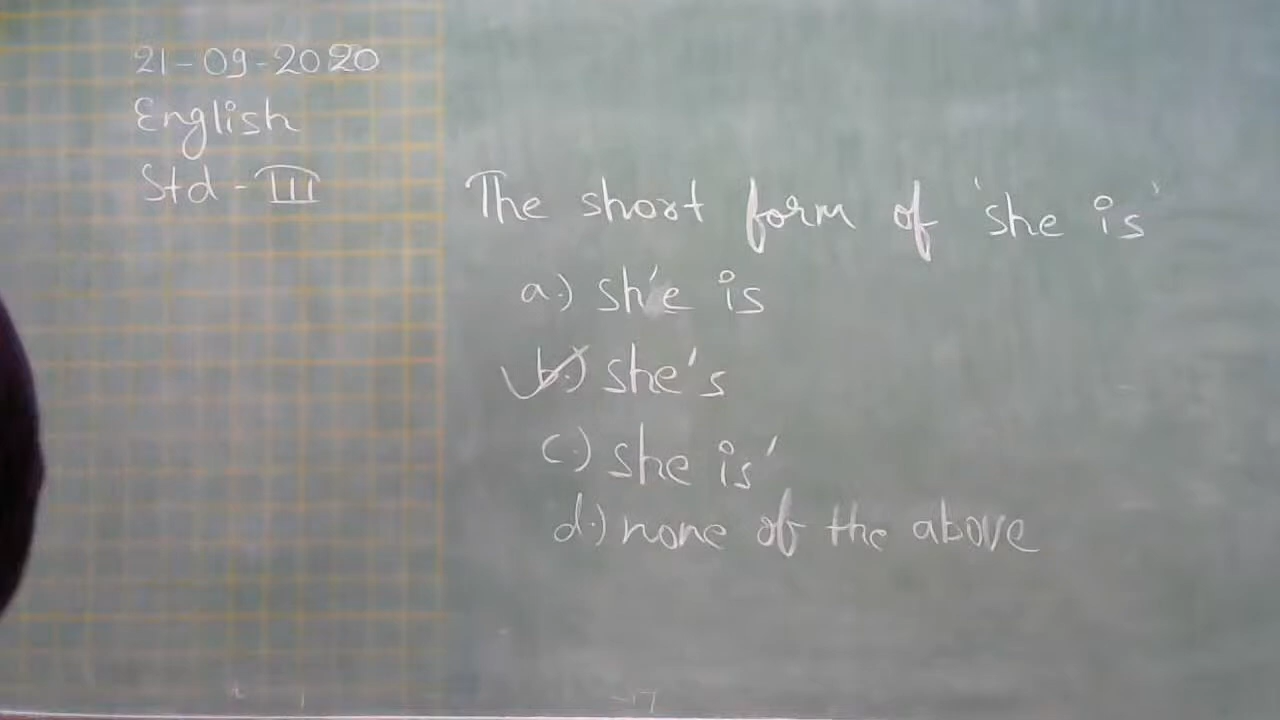 21-09-2020
English
Std - III
The short form of 'she is'
a.) sh'e is
b.) she's
c.) she is'
d.) none of the above